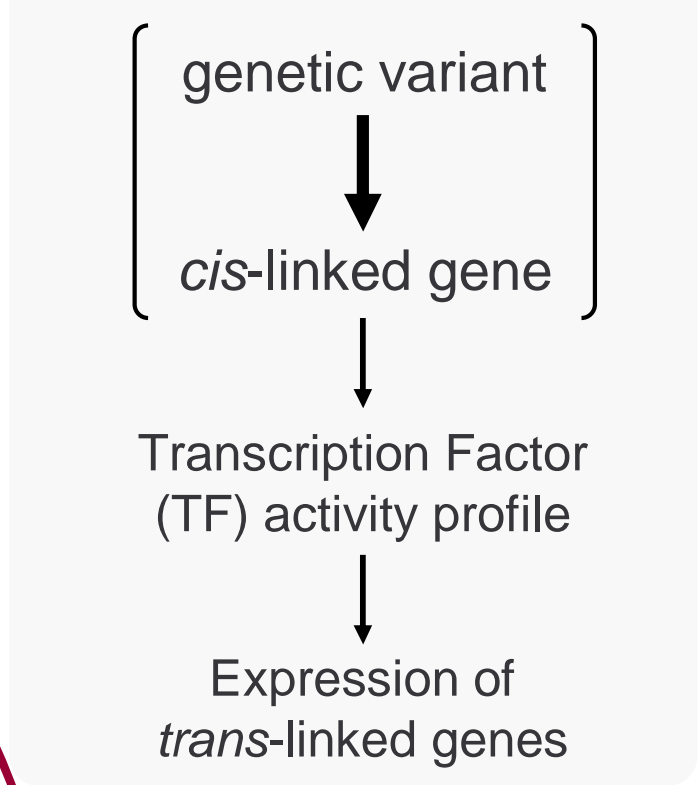 genetic variant
cis-linked gene
Transcription Factor
(TF) activity profile
Expression of
trans-linked genes